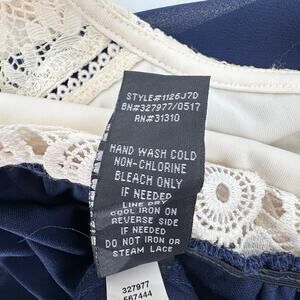 STYLE#1126J7D
BN#327977/0517
RN#31310
HAND WASH COLD
NON-CHLORINE
BLEACH ONLY
IF NEEDED
LINE DRY
COOL IRON ON
REVERSE SIDE
IF NEEDED
DO NOT IRON OR
STEAM LACE
327977
567444